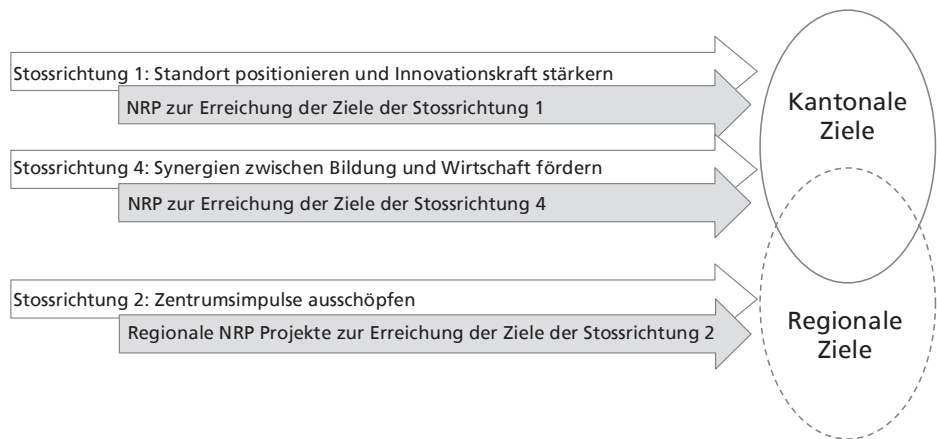 Stossrichtung 1: Standort positionieren und Innovationskraft stärkern
NRP zur Erreichung der Ziele der Stossrichtung 1
Kantonale
Ziele
Stossrichtung 4: Synergien zwischen Bildung und Wirtschaft fördern
NRP zur Erreichung der Ziele der Stossrichtung 4
Stossrichtung 2: Zentrumsimpulse ausschöpfen
Regionale NRP Projekte zur Erreichung der Ziele der Stossrichtung 2
Regionale
Ziele